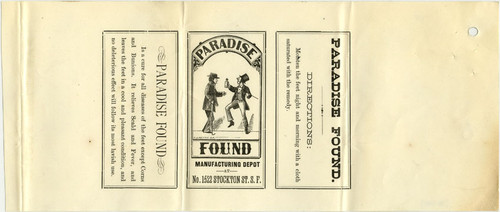 Is a cure for all diseases of the feet except Corns
and Bunions. It relieves Scald and Fever, and
leaves the feet in a cool and pleasant condition, and
no deleterious effect will follow its most lavish use.
PARADISE FOUND
PARADISE
FOUND
MANUFACTURING DEPOT
—AT—
No. 1522 STOCKTON ST. S. F.
PARADISE FOUND.
DIRECTIONS:
Moisten the feet night and morning with a cloth
saturated with the remedy.